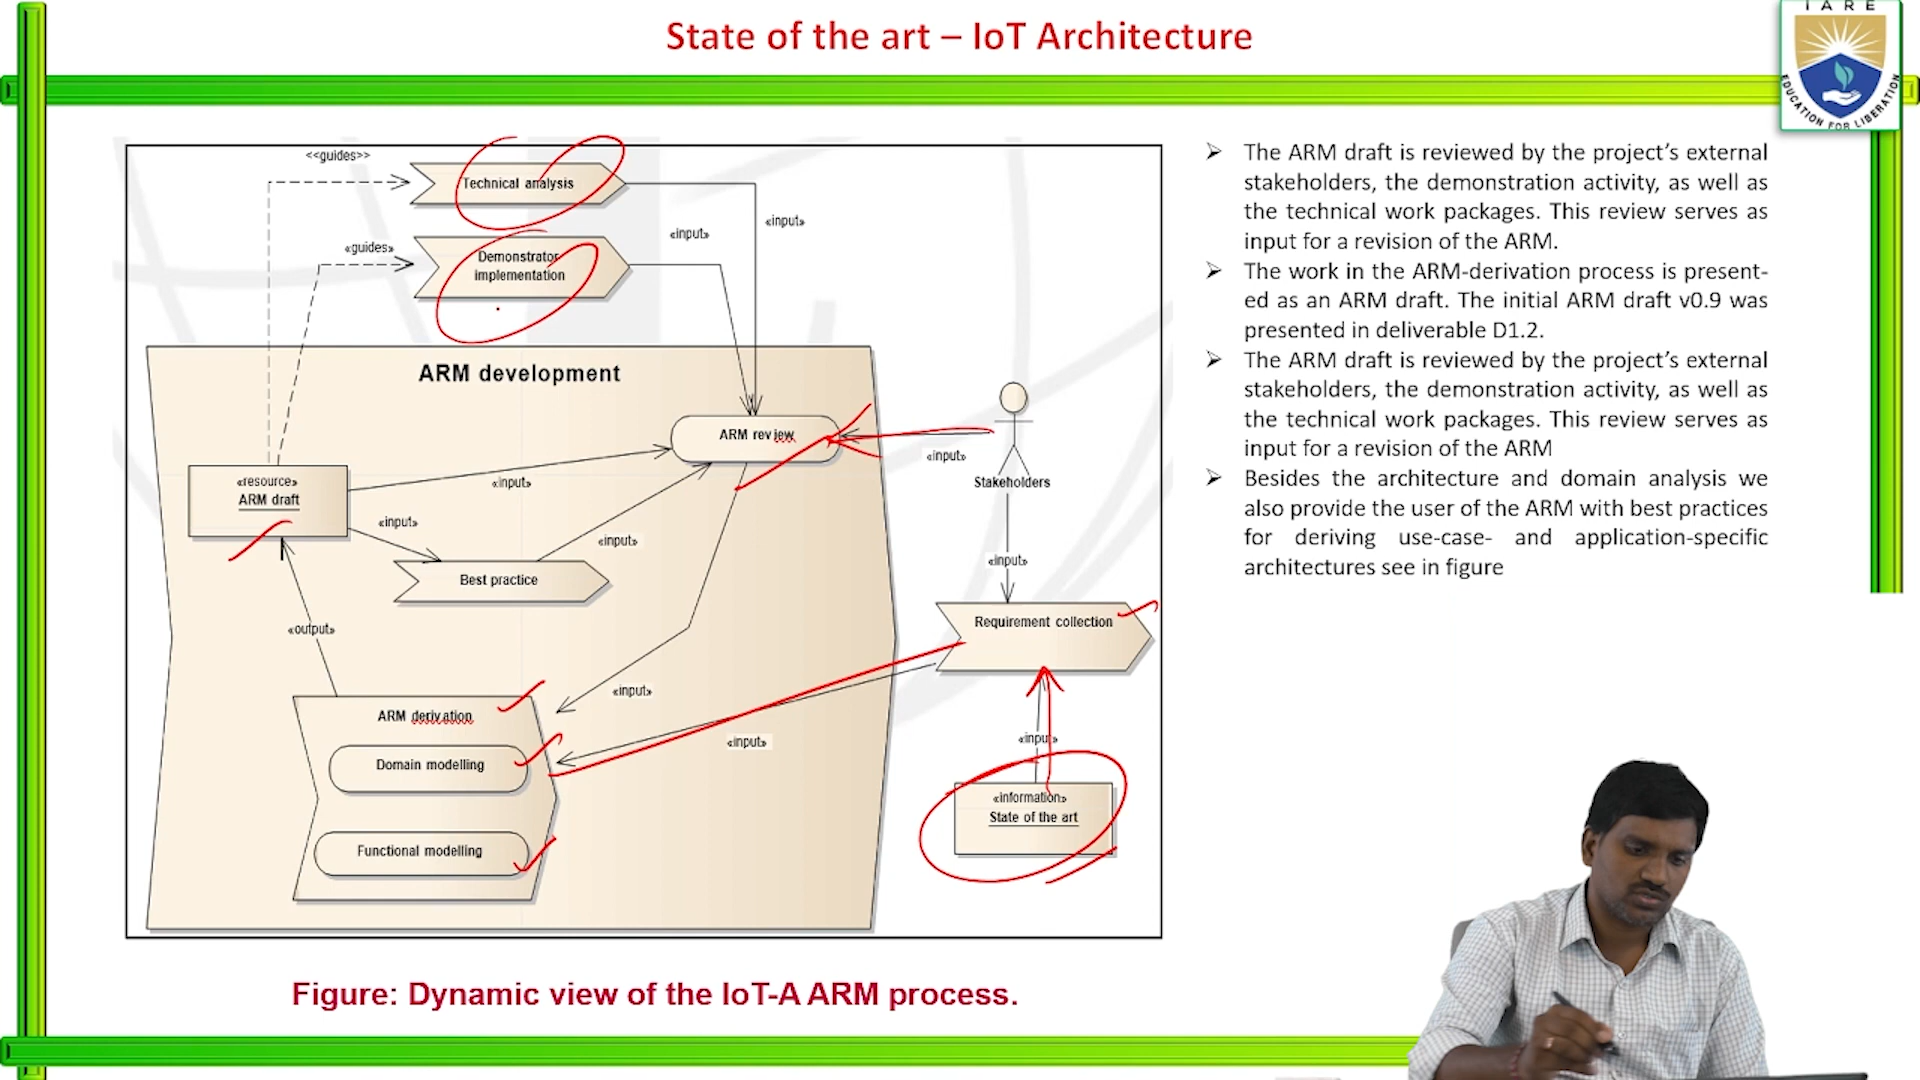 State of the art – IoT Architecture
IARE
EDUCATION FOR LIBERATION
<<guides>>
Technical analysis
«input»
«guides»
«input»
Demonstrator
implementation
ARM development
ARM review
«input»
Stakeholders
«resource»
ARM draft
«input»
«input»
«input»
Best practice
«input»
Requirement collection
«output»
«input»
ARM derivation
Domain modelling
«input»
«input»
«information»
State of the art
Functional modelling
Figure: Dynamic view of the IoT-A ARM process.
The ARM draft is reviewed by the project’s external
stakeholders, the demonstration activity, as well as
the technical work packages. This review serves as
input for a revision of the ARM.
The work in the ARM-derivation process is present-
ed as an ARM draft. The initial ARM draft v0.9 was
presented in deliverable D1.2.
The ARM draft is reviewed by the project’s external
stakeholders, the demonstration activity, as well as
the technical work packages. This review serves as
input for a revision of the ARM
Besides the architecture and domain analysis we
also provide the user of the ARM with best practices
for deriving use-case- and application-specific
architectures see in figure